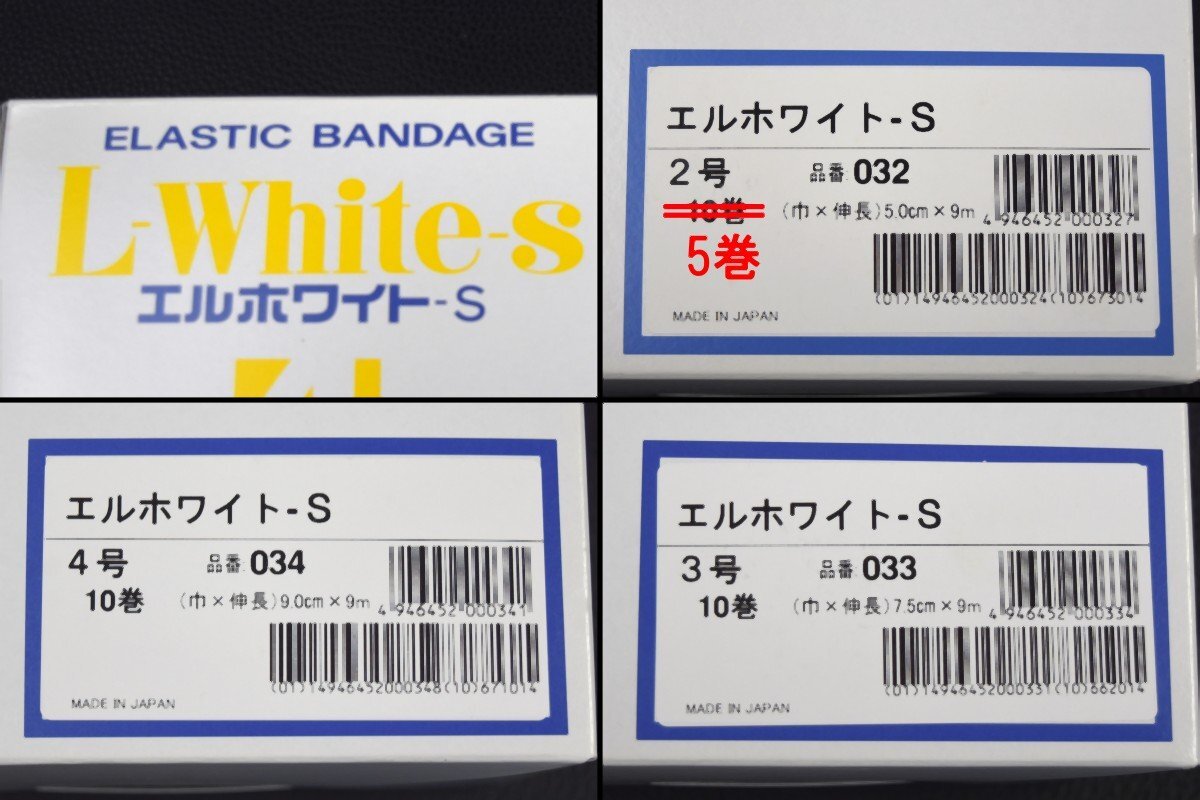 ELASTIC BANDAGE
L-White-s
エルホワイト-S
エルホワイト-S
2号 品番 032
10巻 (巾×伸長)5.0cm×9m
5巻
4 946452 000327
(01)14946452000324(10)673014
MADE IN JAPAN
エルホワイト-S
4号 品番 034
10巻 (巾×伸長)9.0cm×9m
4 946452 000341
(01)14946452000348(10)671014
MADE IN JAPAN
エルホワイト-S
3号 品番 033
10巻 (巾×伸長)7.5cm×9m
4 946452 000334
(01)14946452000331(10)662014
MADE IN JAPAN